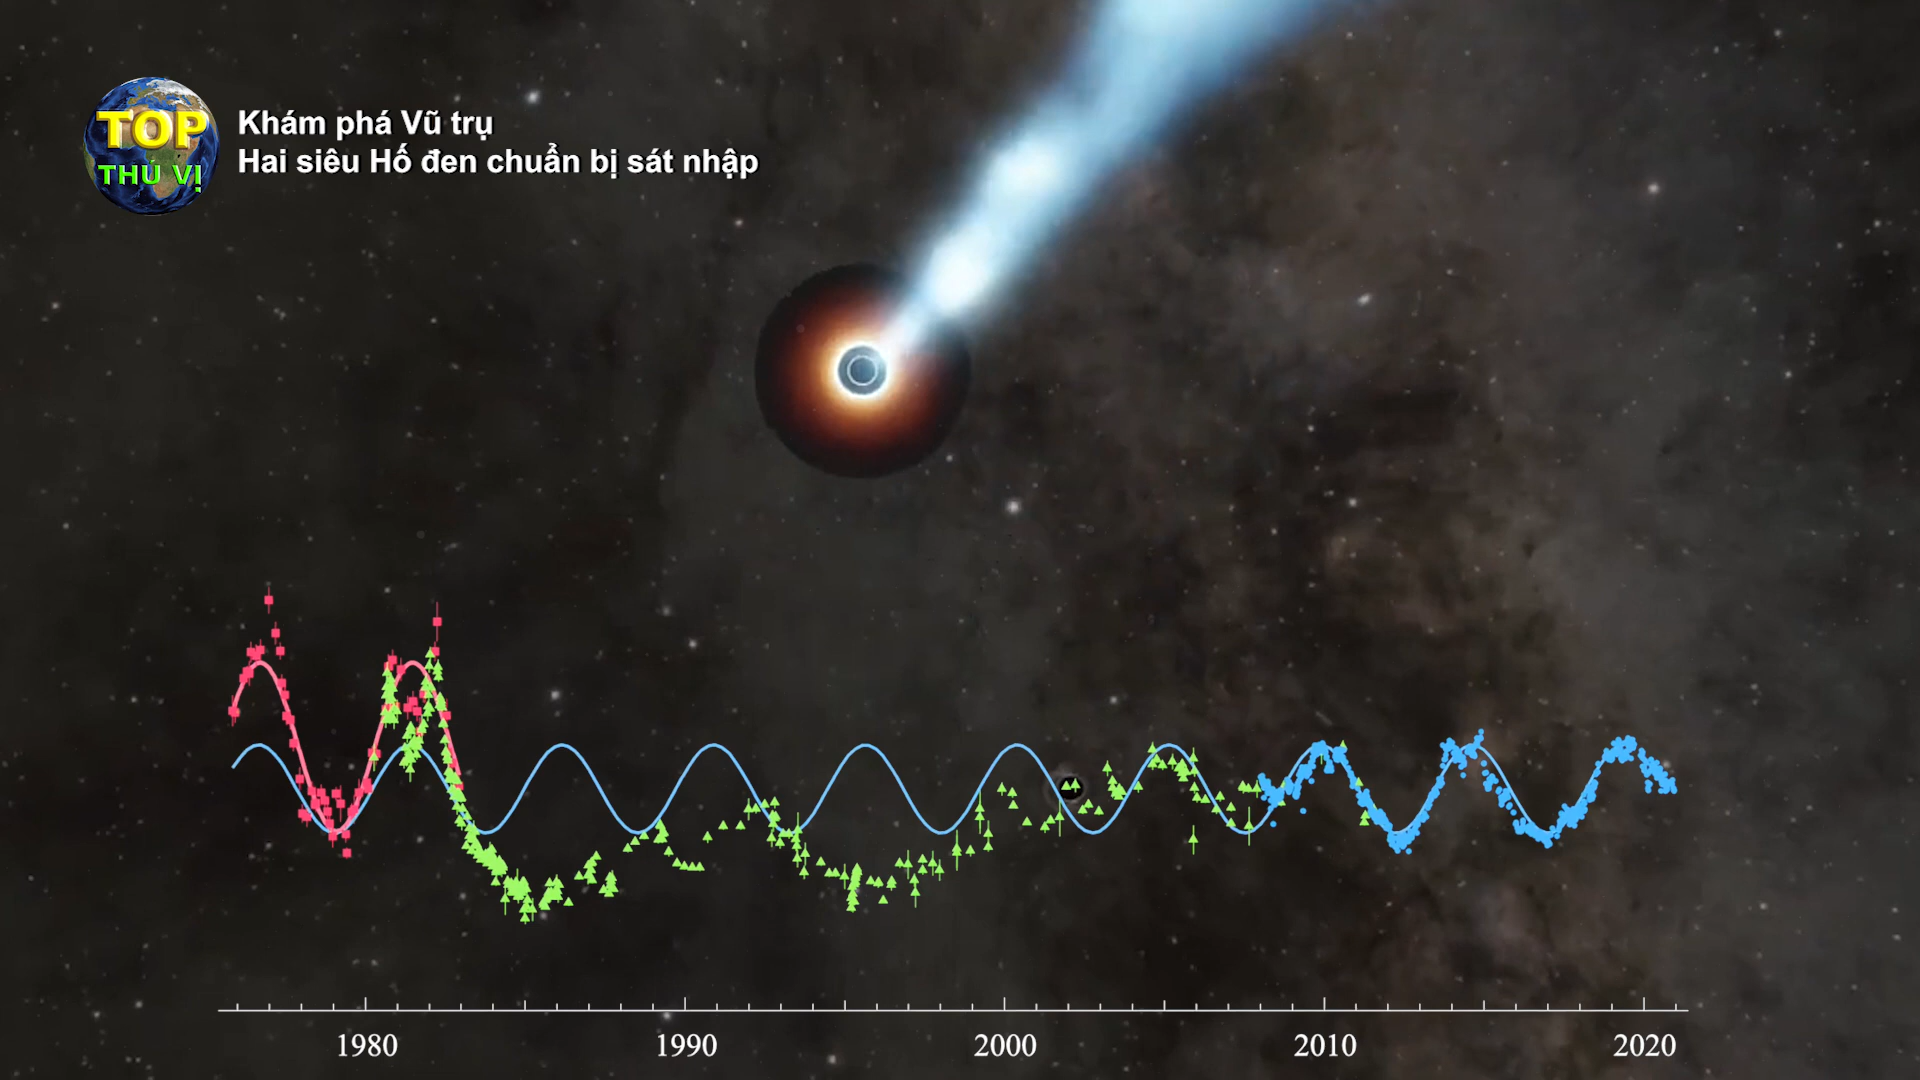 TOP
THÚ VỊ
Khám phá Vũ trụ
Hai siêu Hố đen chuẩn bị sát nhập
1980 1990 2000 2010 2020